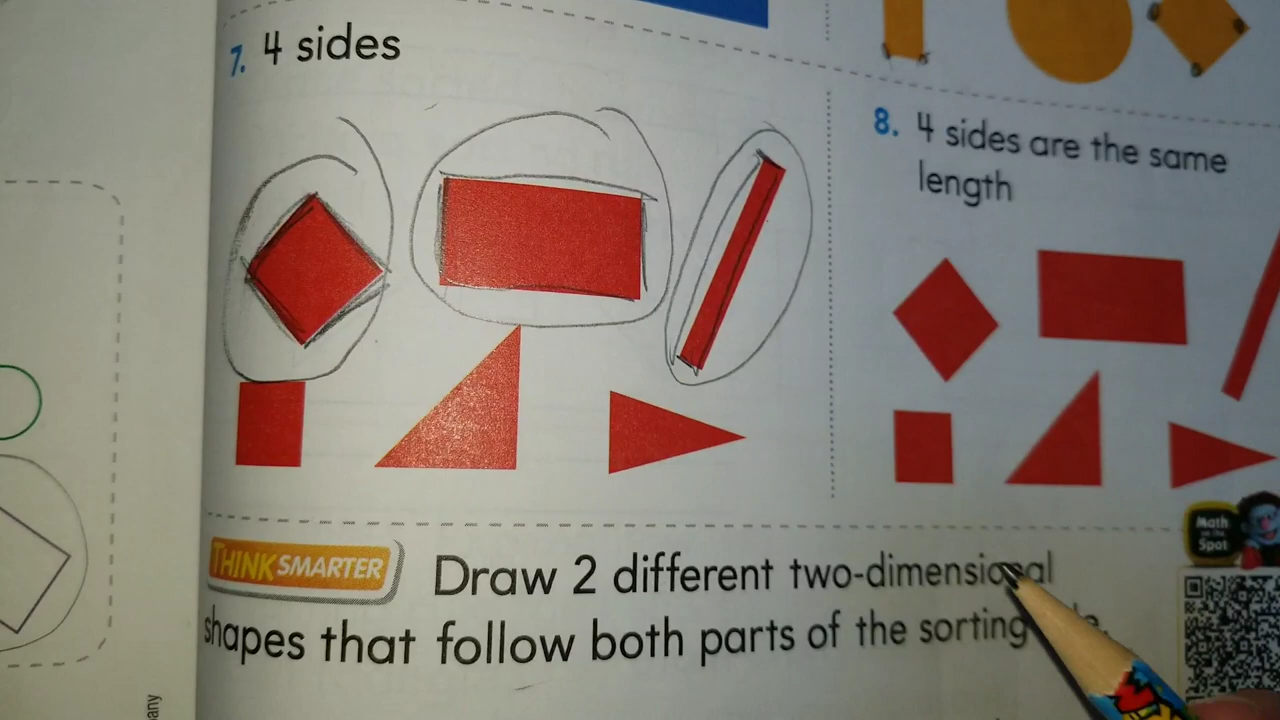 7. 4 sides
8. 4 sides are the same
length
THINK SMARTER Draw 2 different two-dimensional
shapes that follow both parts of the sorting
Math
on the
Spot
any